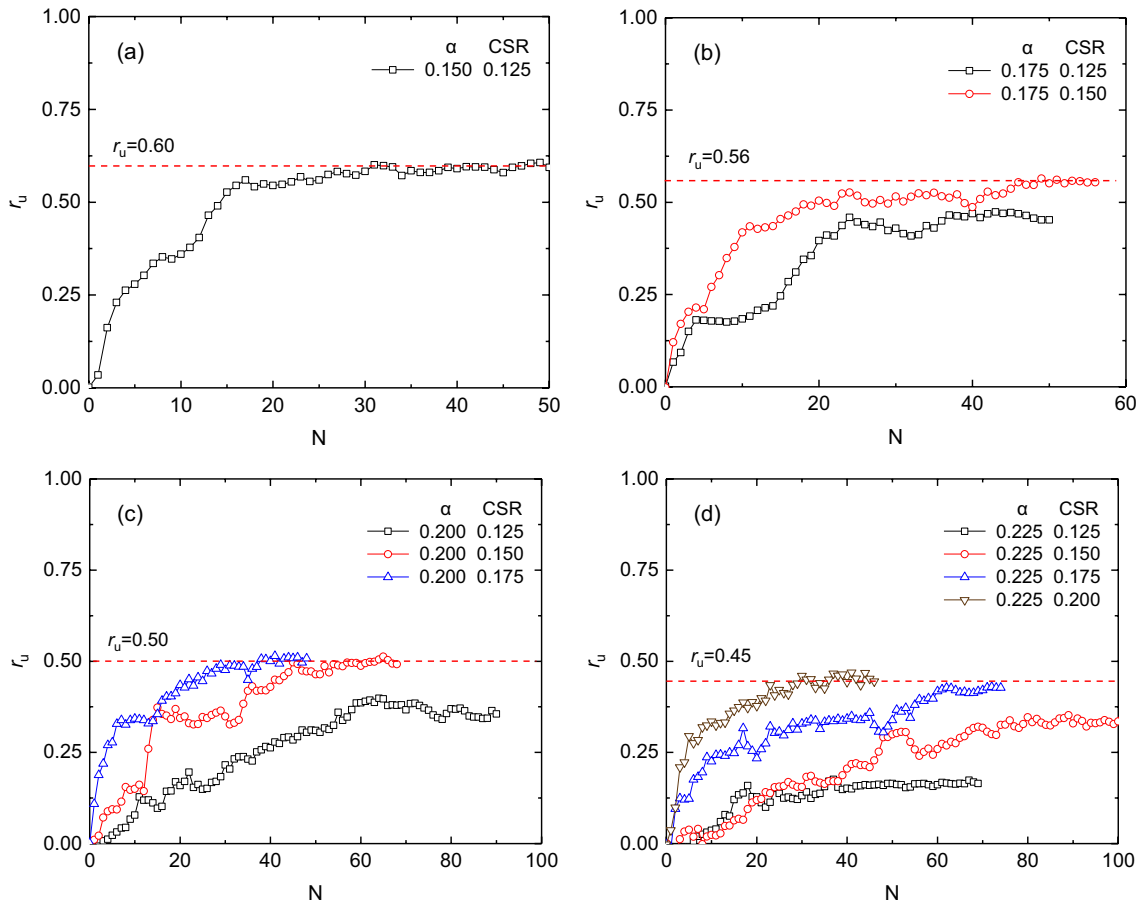 (a)
α CSR
0.150 0.125
r_u=0.60
1.00
0.75
0.50
0.25
0.00
r_u
0 10 20 30 40 50
N
(b)
α CSR
0.175 0.125
0.175 0.150
r_u=0.56
1.00
0.75
0.50
0.25
0.00
r_u
0 20 40 60
N
(c)
α CSR
0.200 0.125
0.200 0.150
0.200 0.175
r_u=0.50
1.00
0.75
0.50
0.25
0.00
r_u
0 20 40 60 80 100
N
(d)
α CSR
0.225 0.125
0.225 0.150
0.225 0.175
0.225 0.200
r_u=0.45
1.00
0.75
0.50
0.25
0.00
r_u
0 20 40 60 80 100
N